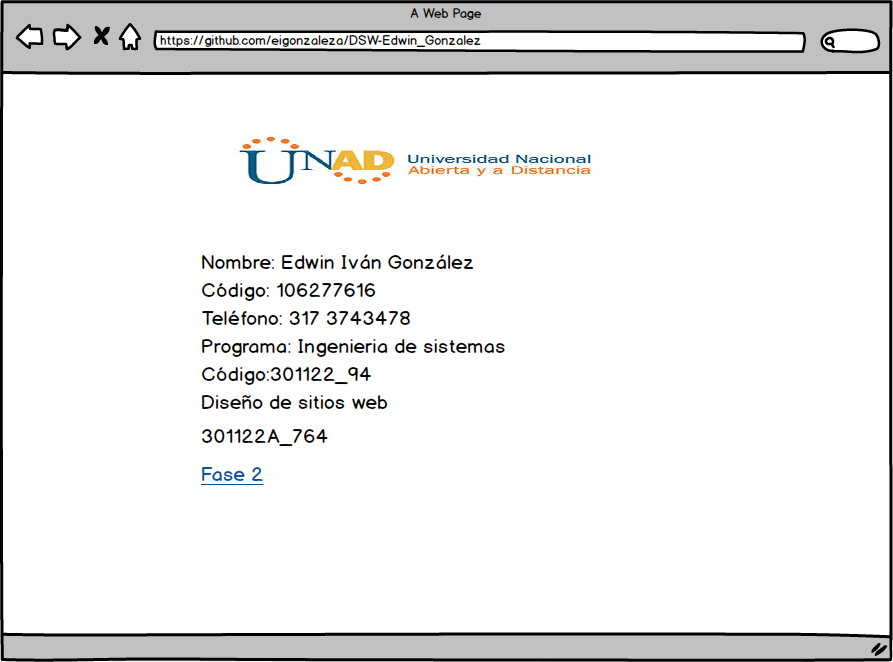 A Web Page
https://github.com/eigonzaleza/DSW-Edwin_Gonzalez
UNAD Universidad Nacional
Abierta y a Distancia
Nombre: Edwin Iván González
Código: 106277616
Teléfono: 317 3743478
Programa: Ingenieria de sistemas
Código:301122_94
Diseño de sitios web
301122A_764
Fase 2